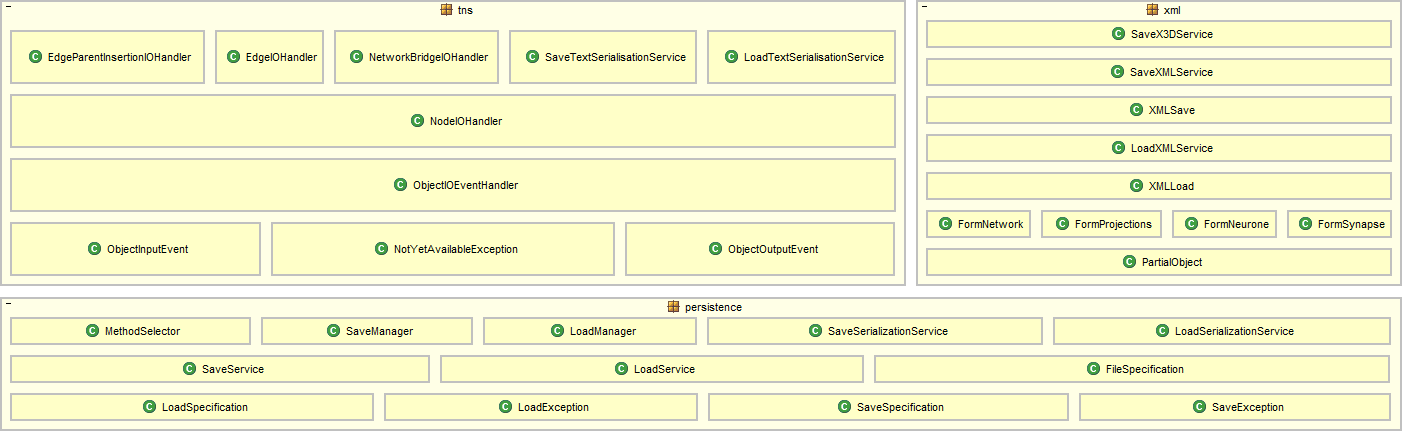 tns
EdgeParentInsertionIOHandler
EdgeIOHandler
NetworkBridgeIOHandler
SaveTextSerialisationService
LoadTextSerialisationService
NodeIOHandler
ObjectIOEventHandler
ObjectInputEvent
NotYetAvailableException
ObjectOutputEvent
xml
SaveX3DService
SaveXMLService
XMLSave
LoadXMLService
XMLLoad
FormNetwork
FormProjections
FormNeurone
FormSynapse
PartialObject
persistence
MethodSelector
SaveManager
LoadManager
SaveSerializationService
LoadSerializationService
SaveService
LoadService
FileSpecification
LoadSpecification
LoadException
SaveSpecification
SaveException